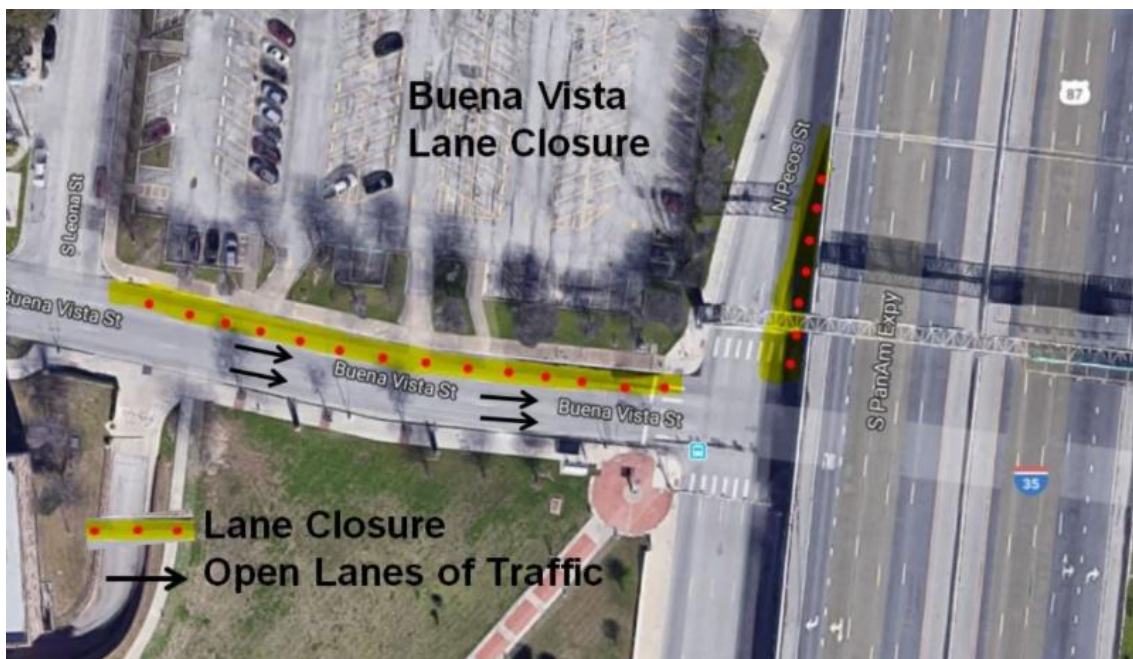 Buena Vista
Lane Closure
87
N Pecos St
S Leona St
Buena Vista St
S PanAm Expy
Buena Vista St
Buena Vista St
35
Lane Closure
Open Lanes of Traffic